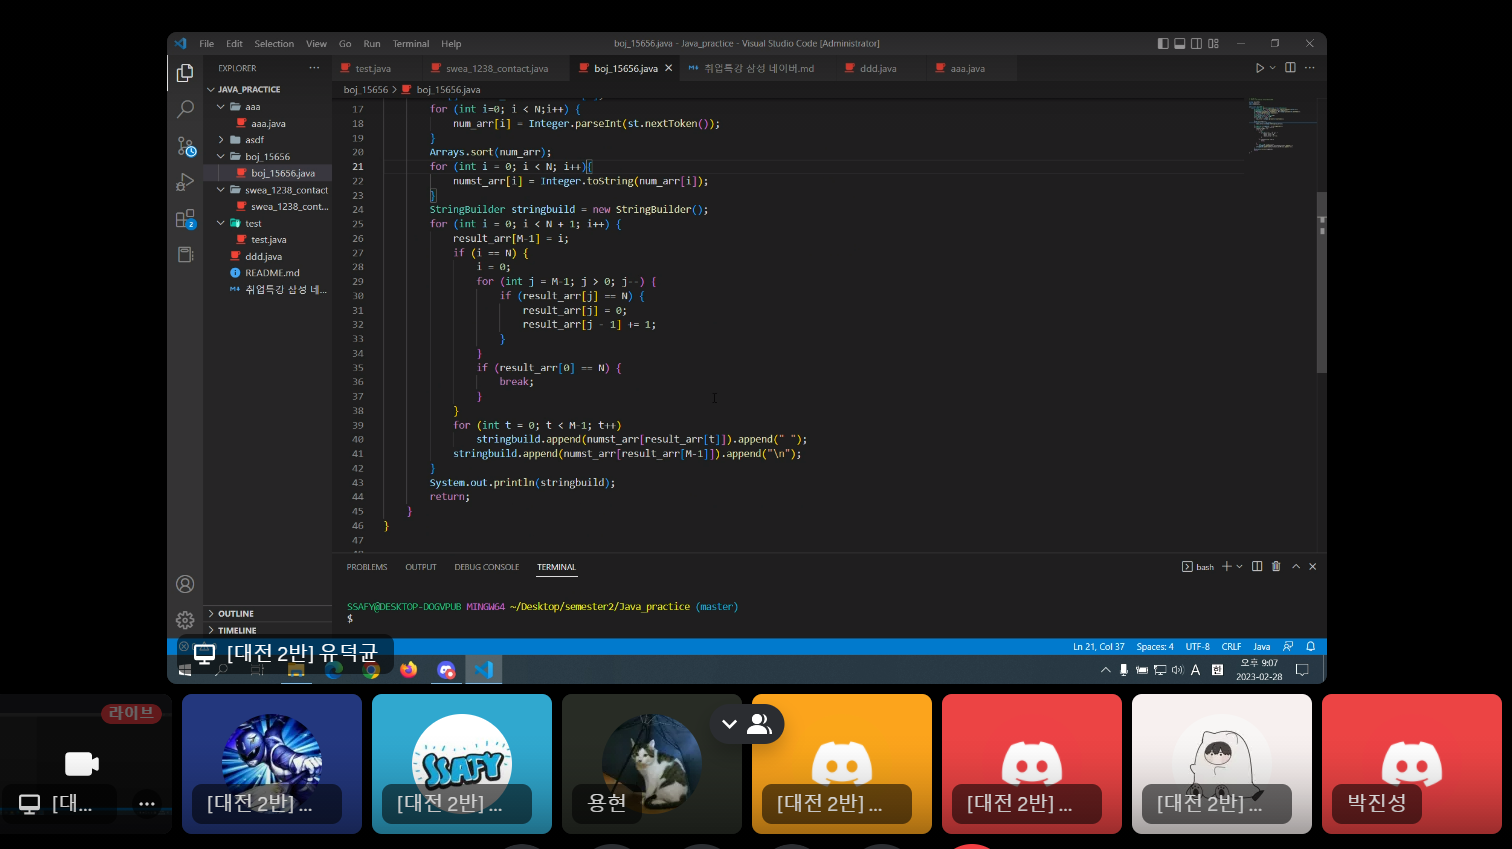 File Edit Selection View Go Run Terminal Help
boj_15656.java - Java_practice - Visual Studio Code [Administrator]
EXPLORER
JAVA_PRACTICE
aaa
aaa.java
asdf
boj_15656
boj_15656.java
swea_1238_contact
swea_1238_cont...
test
test.java
ddd.java
README.md
취업특강 삼성 네...
OUTLINE
TIMELINE
test.java swea_1238_contact.java boj_15656.java 취업특강 삼성 네이버.md ddd.java aaa.java
boj_15656 > boj_15656.java
17 for (int i=0; i < N;i++) {
18 num_arr[i] = Integer.parseInt(st.nextToken());
19 }
20 Arrays.sort(num_arr);
21 for (int i = 0; i < N; i++){
22 numst_arr[i] = Integer.toString(num_arr[i]);
23 }
24 StringBuilder stringbuild = new StringBuilder();
25 for (int i = 0; i < N + 1; i++) {
26 result_arr[M-1] = i;
27 if (i == N) {
28 i = 0;
29 for (int j = M-1; j > 0; j--) {
30 if (result_arr[j] == N) {
31 result_arr[j] = 0;
32 result_arr[j - 1] += 1;
33 }
34 }
35 if (result_arr[0] == N) {
36 break;
37 }
38 }
39 for (int t = 0; t < M-1; t++)
40 stringbuild.append(numst_arr[result_arr[t]]).append(" ");
41 stringbuild.append(numst_arr[result_arr[M-1]]).append("\n");
42 }
43 System.out.println(stringbuild);
44 return;
45 }
46 }
47
PROBLEMS OUTPUT DEBUG CONSOLE TERMINAL
bash
SSAFY@DESKTOP-DOGVPUB MINGW64 ~/Desktop/semester2/Java_practice (master)
$
Ln 21, Col 37 Spaces: 4 UTF-8 CRLF Java
[대전 2반] 유덕균
A 한 오후 9:07
2023-02-28
라이브
SSAFY
[대... [대전 2반] ... [대전 2반] ... 용현 [대전 2반] ... [대전 2반] ... [대전 2반] ... 박진성